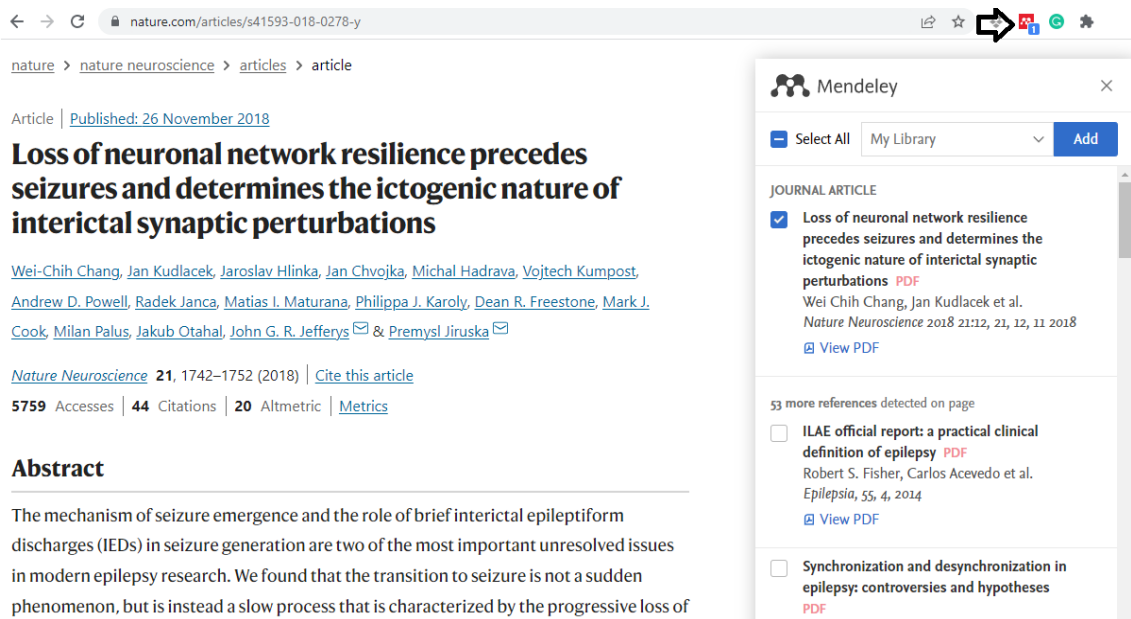 nature.com/articles/s41593-018-0278-y
1
nature > nature neuroscience > articles > article
Article | Published: 26 November 2018
Loss of neuronal network resilience precedes
seizures and determines the ictogenic nature of
interictal synaptic perturbations
Wei-Chih Chang, Jan Kudlacek, Jaroslav Hlinka, Jan Chvojka, Michal Hadrava, Vojtech Kumpost,
Andrew D. Powell, Radek Janca, Matias I. Maturana, Philippa J. Karoly, Dean R. Freestone, Mark J.
Cook, Milan Palus, Jakub Otahal, John G. R. Jefferys & Premysl Jiruska
Nature Neuroscience 21, 1742–1752 (2018) | Cite this article
5759 Accesses | 44 Citations | 20 Altmetric | Metrics
Abstract
The mechanism of seizure emergence and the role of brief interictal epileptiform
discharges (IEDs) in seizure generation are two of the most important unresolved issues
in modern epilepsy research. We found that the transition to seizure is not a sudden
phenomenon, but is instead a slow process that is characterized by the progressive loss of
Mendeley
Select All My Library Add
JOURNAL ARTICLE
Loss of neuronal network resilience
precedes seizures and determines the
ictogenic nature of interictal synaptic
perturbations PDF
Wei Chih Chang, Jan Kudlacek et al.
Nature Neuroscience 2018 21:12, 21, 12, 11 2018
View PDF
53 more references detected on page
ILAE official report: a practical clinical
definition of epilepsy PDF
Robert S. Fisher, Carlos Acevedo et al.
Epilepsia, 55, 4, 2014
View PDF
Synchronization and desynchronization in
epilepsy: controversies and hypotheses
PDF